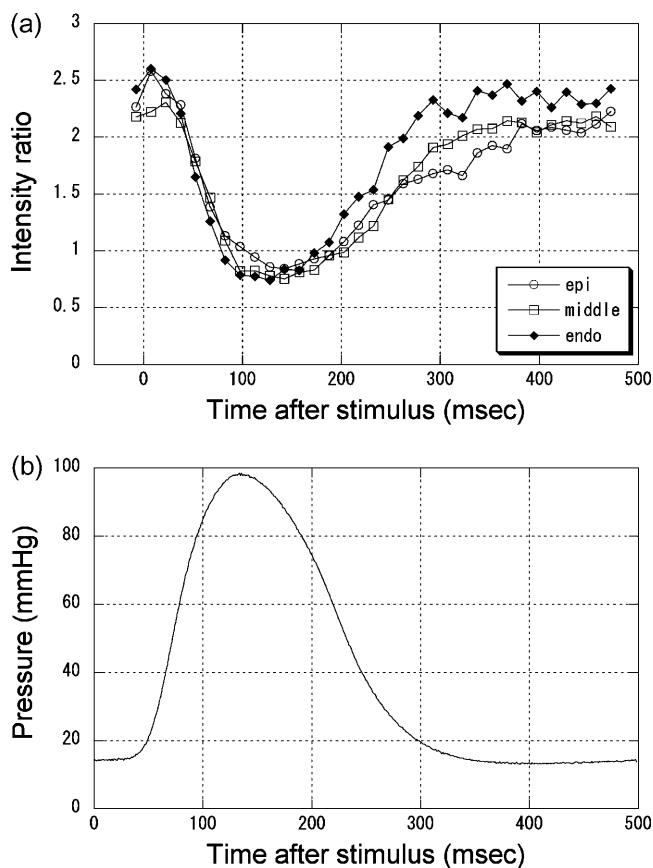 (a)
3
2.5
2
1.5
1
0.5
0
Intensity ratio
epi
middle
endo
0 100 200 300 400 500
Time after stimulus (msec)
(b)
100
80
60
40
20
0
Pressure (mmHg)
0 100 200 300 400 500
Time after stimulus (msec)